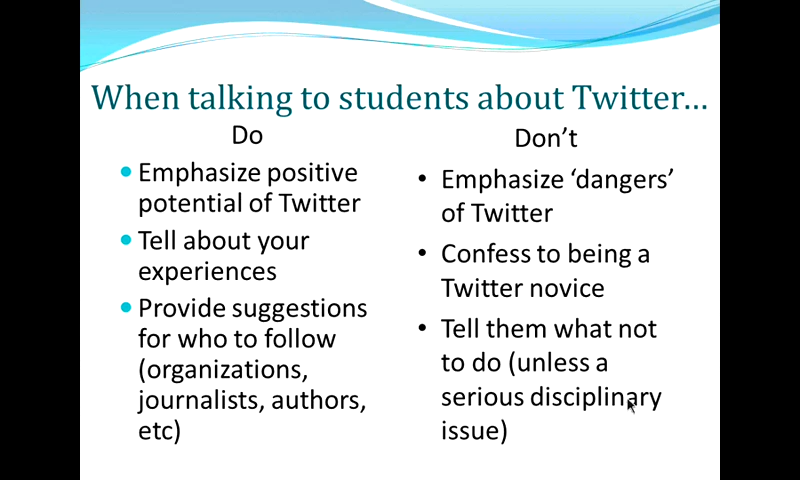 When talking to students about Twitter...
Do
• Emphasize positive
potential of Twitter
• Tell about your
experiences
• Provide suggestions
for who to follow
(organizations,
journalists, authors,
etc)
Don't
• Emphasize 'dangers'
of Twitter
• Confess to being a
Twitter novice
• Tell them what not
to do (unless a
serious disciplinary
issue)